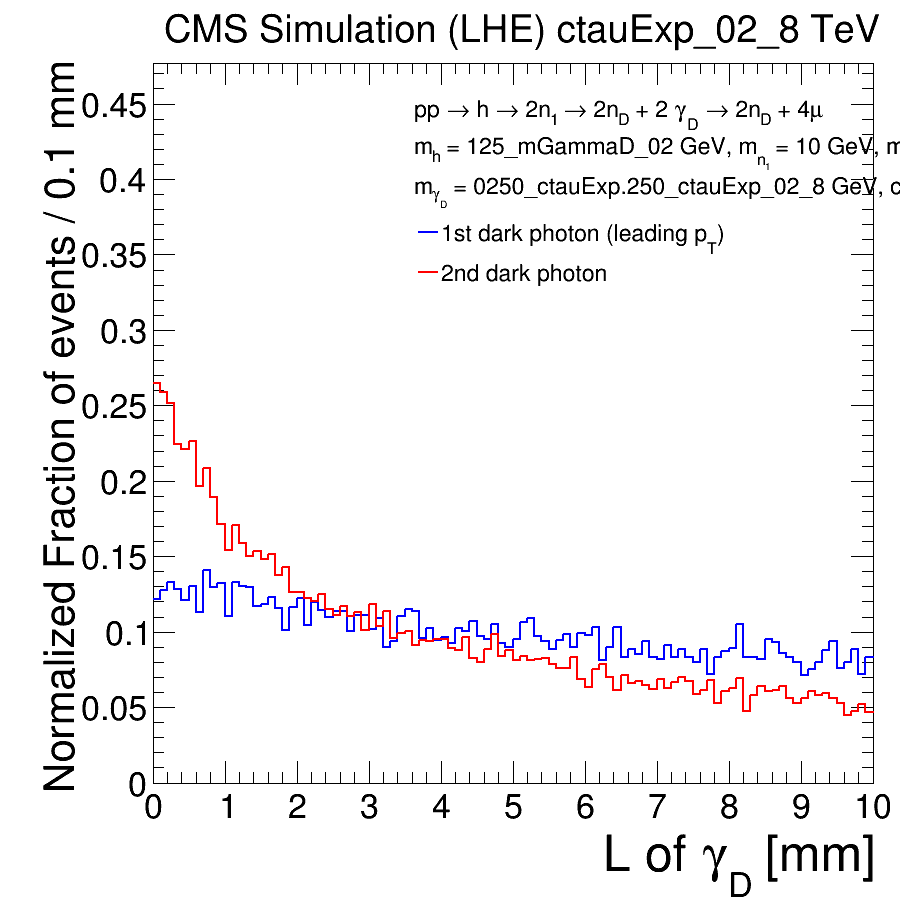 CMS Simulation (LHE) ctauExp_02_8 TeV
Normalized Fraction of events / 0.1 mm
0.45
0.4
0.35
0.3
0.25
0.2
0.15
0.1
0.05
0
pp → h → 2n1 → 2nD + 2 γD → 2nD + 4μ
mh = 125_mGammaD_02 GeV, mn1 = 10 GeV, m
mγD = 0250_ctauExp.250_ctauExp_02_8 GeV, c
1st dark photon (leading pT)
2nd dark photon
0 1 2 3 4 5 6 7 8 9 10
L of γD [mm]